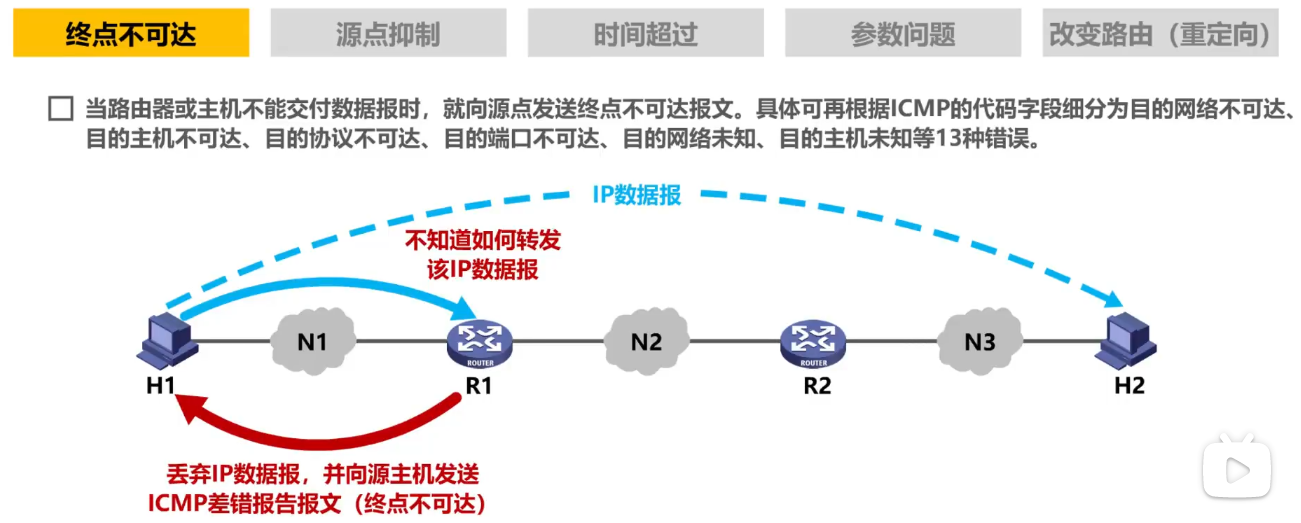 终点不可达
源点抑制
时间超过
参数问题
改变路由（重定向）
当路由器或主机不能交付数据报时，就向源点发送终点不可达报文。具体可再根据ICMP的代码字段细分为目的网络不可达、
目的主机不可达、目的协议不可达、目的端口不可达、目的网络未知、目的主机未知等13种错误。
IP数据报
不知道如何转发
该IP数据报
N1
N2
N3
ROUTER
ROUTER
H1
R1
R2
H2
丢弃IP数据报，并向源主机发送
ICMP差错报告报文（终点不可达）